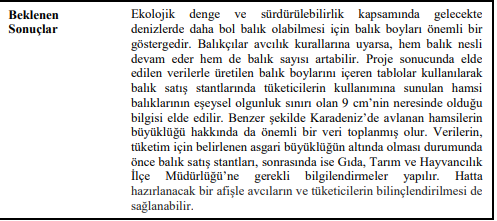 Beklenen Sonuçlar
Ekolojik denge ve sürdürülebilirlik kapsamında gelecekte
denizlerde daha bol balık olabilmesi için balık boyları önemli bir
göstergedir. Balıkçılar avcılık kurallarına uyarsa, hem balık nesli
devam eder hem de balık sayısı artabilir. Proje sonucunda elde
edilen verilerle üretilen balık boylarını içeren tablolar kullanılarak
balık satış stantlarında tüketicilerin kullanımına sunulan hamsi
balıklarının eşeysel olgunluk sınırı olan 9 cm’nin neresinde olduğu
bilgisi elde edilir. Benzer şekilde Karadeniz’de avlanan hamsilerin
büyüklüğü hakkında da önemli bir veri toplanmış olur. Verilerin,
tüketim için belirlenen asgari büyüklüğün altında olması durumunda
önce balık satış stantları, sonrasında ise Gıda, Tarım ve Hayvancılık
İlçe Müdürlüğü’ne gerekli bilgilendirmeler yapılır. Hatta
hazırlanacak bir afişle avcıların ve tüketicilerin bilinçlendirilmesi de
sağlanabilir.